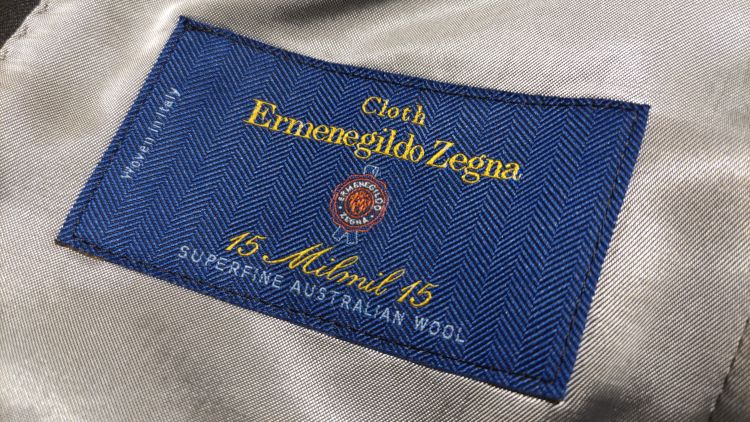 Cloth
Ermenegildo Zegna
ERMENEGILDO
ZEGNA
15 Milmil 15
SUPERFINE AUSTRALIAN WOOL
Woven in Italy